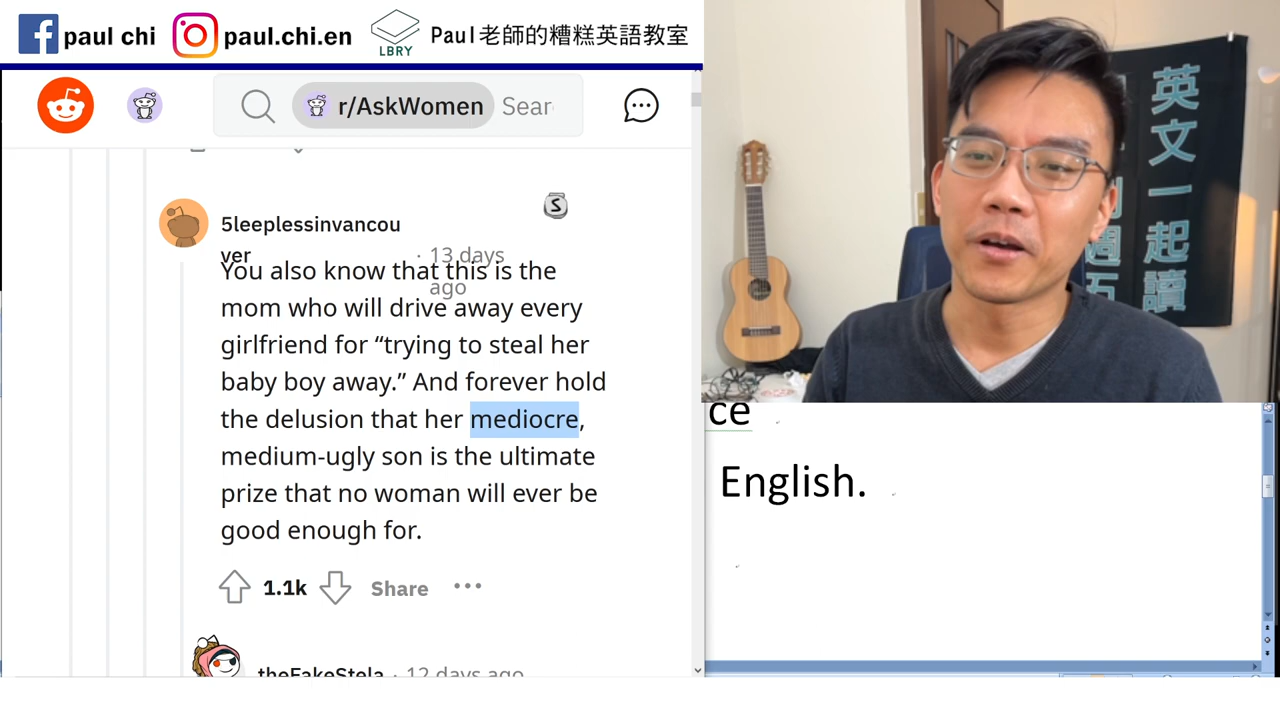 paul chi
paul.chi.en
LBRY
Paul老師的糟糕英語教室
r/AskWomen
Sear
5leeplessinvancou
ver
· 13 days
ago
You also know that this is the
mom who will drive away every
girlfriend for “trying to steal her
baby boy away.” And forever hold
the delusion that her mediocre,
medium-ugly son is the ultimate
prize that no woman will ever be
good enough for.
1.1k
Share
theFakeStela · 12 days ago
英文一起讀
週五
ce
English.